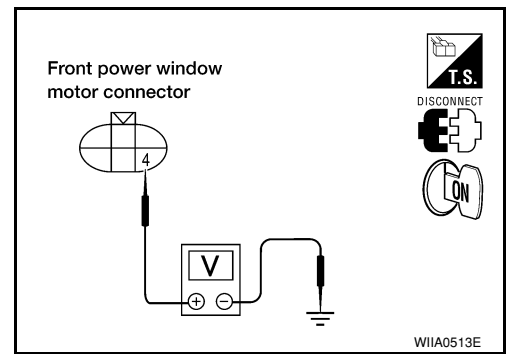 Front power window
motor connector
T.S.
DISCONNECT
4
ON
V
+ −
WIIA0513E